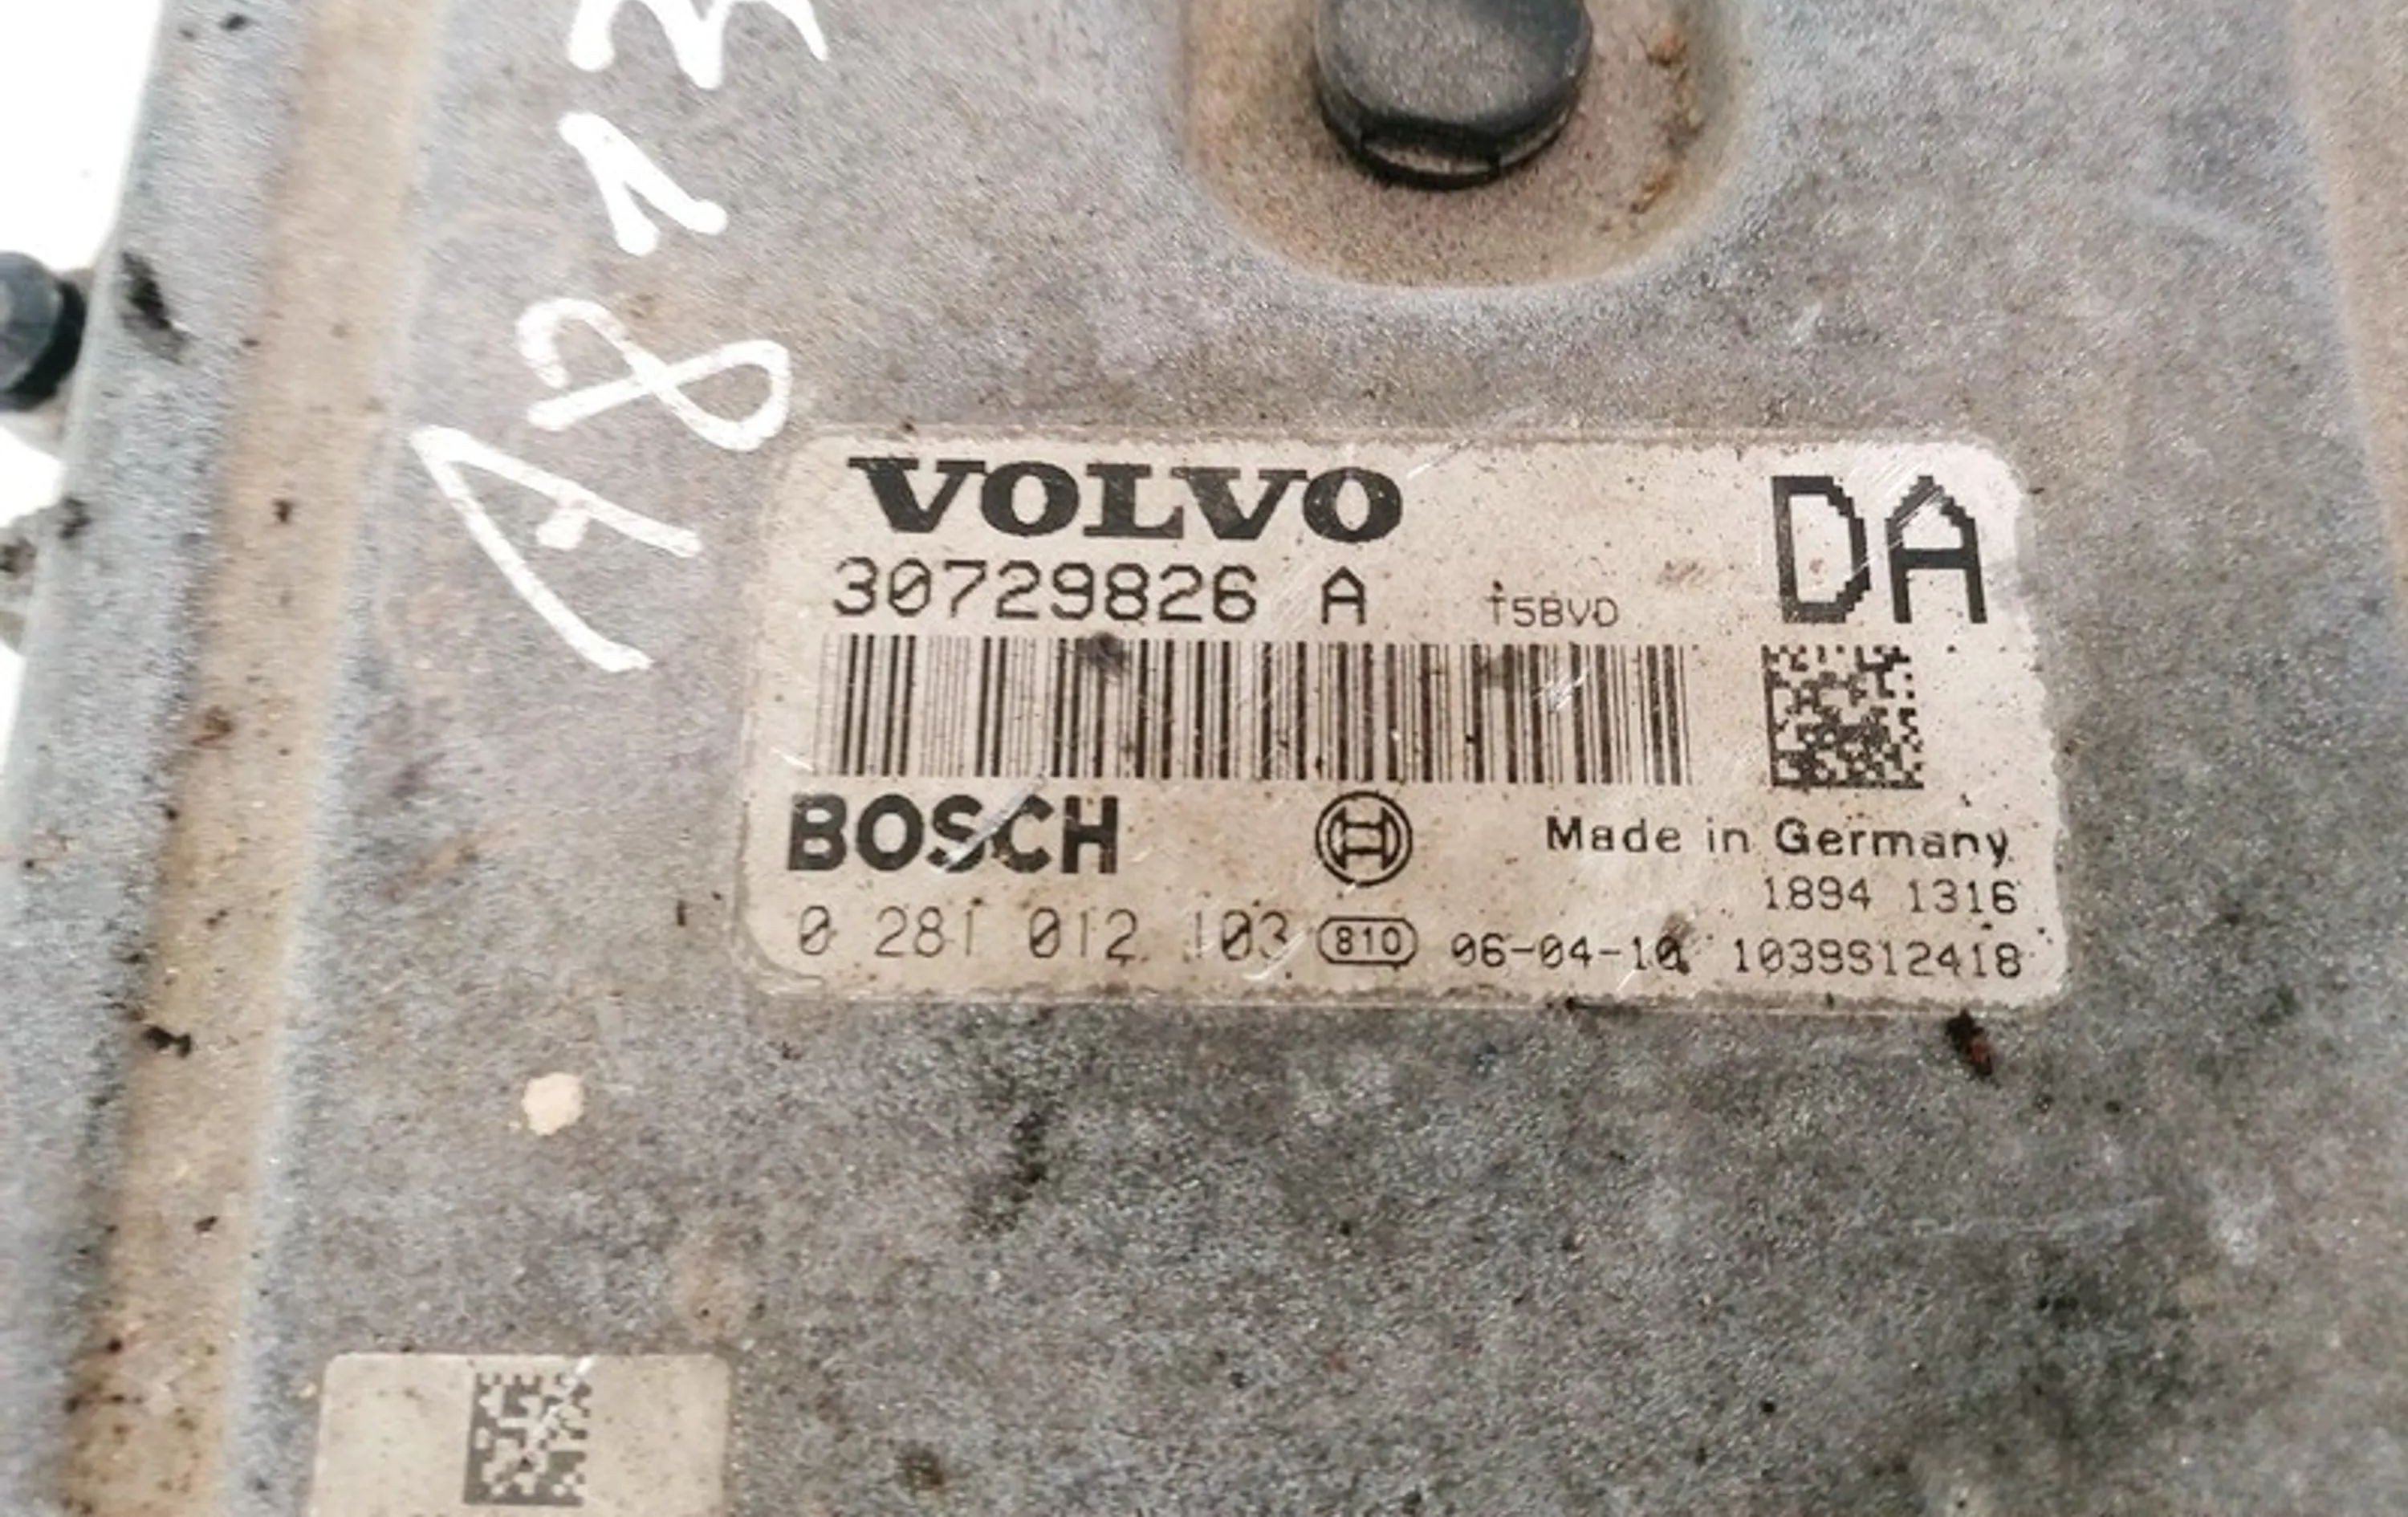 VOLVO
DA
30729826 A
T5BVD
BOSCH
Made in Germany
1894 1316
0 281 012 103
810
06-04-10
1039S12418